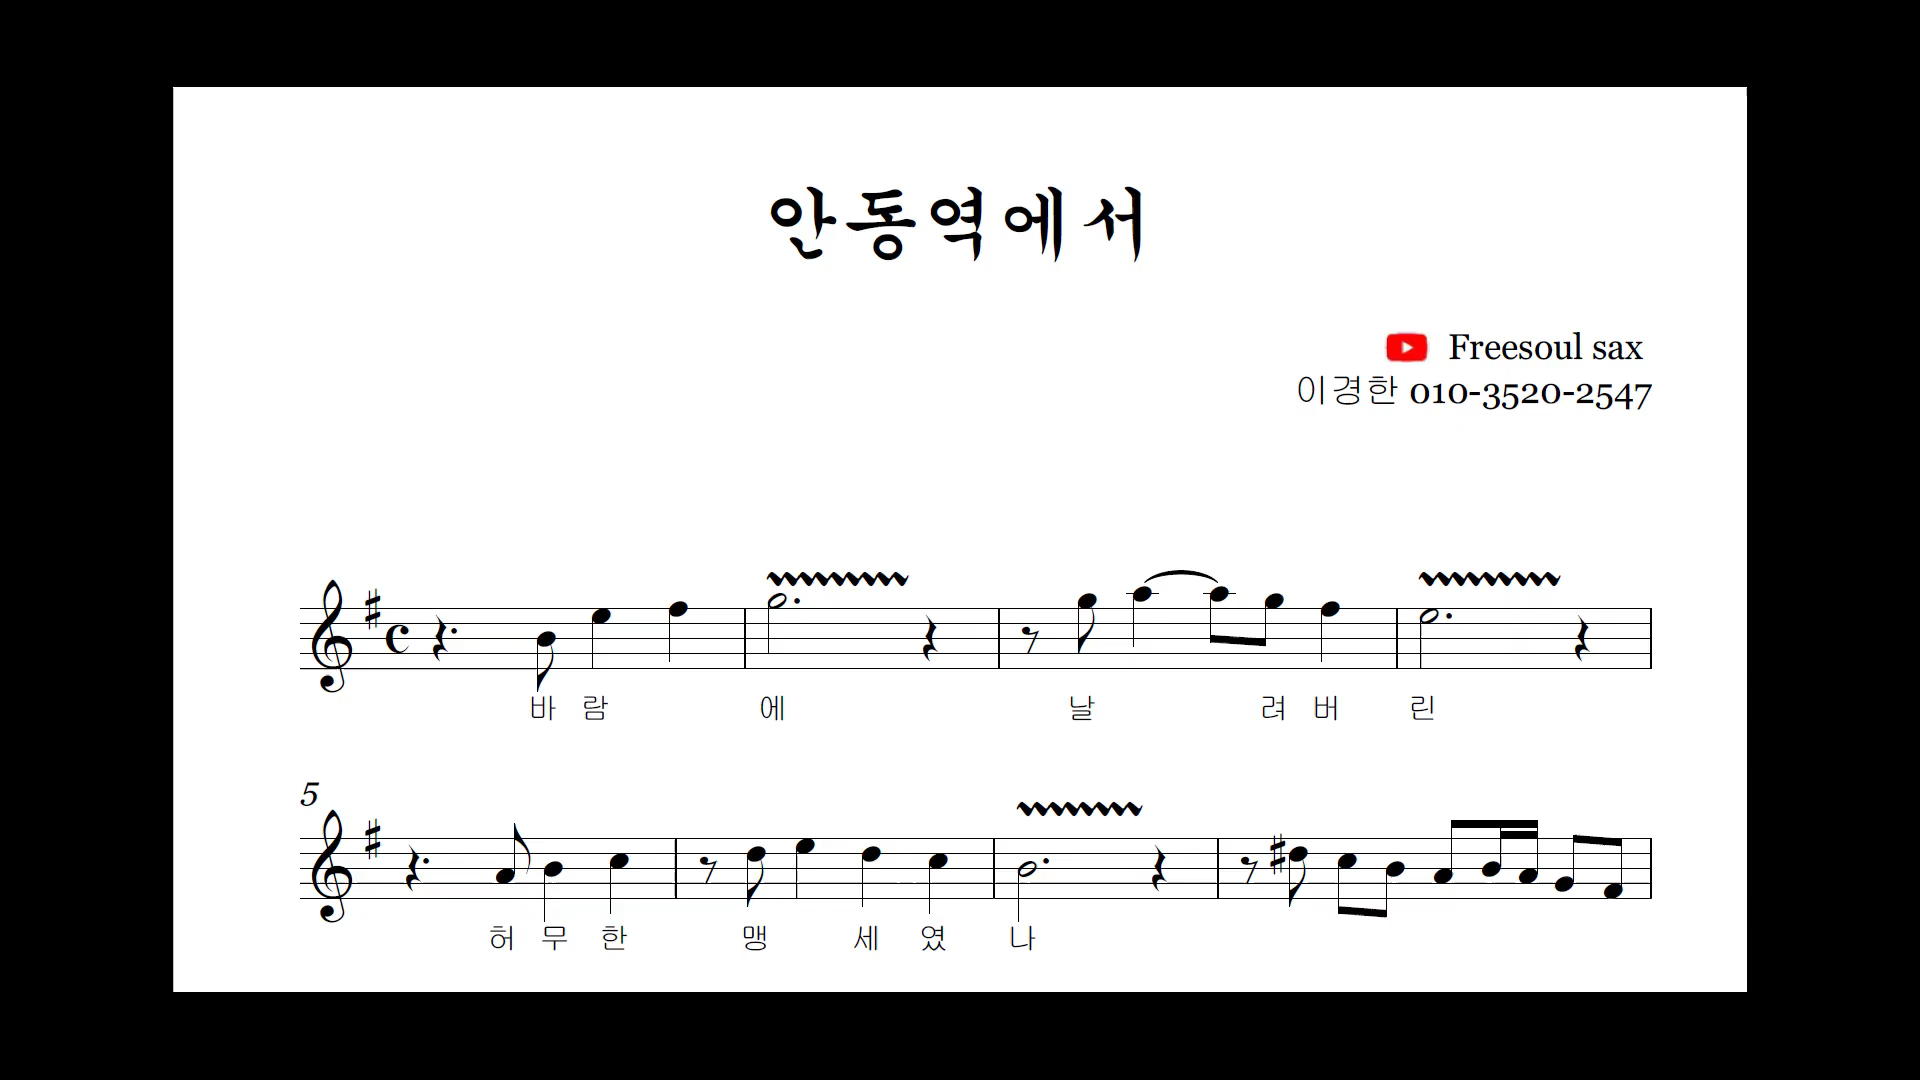 안동역에서
Freesoul sax
이경한 010-3520-2547
바 람 에 날 려 버 린
5
허 무 한 맹 세 였 나